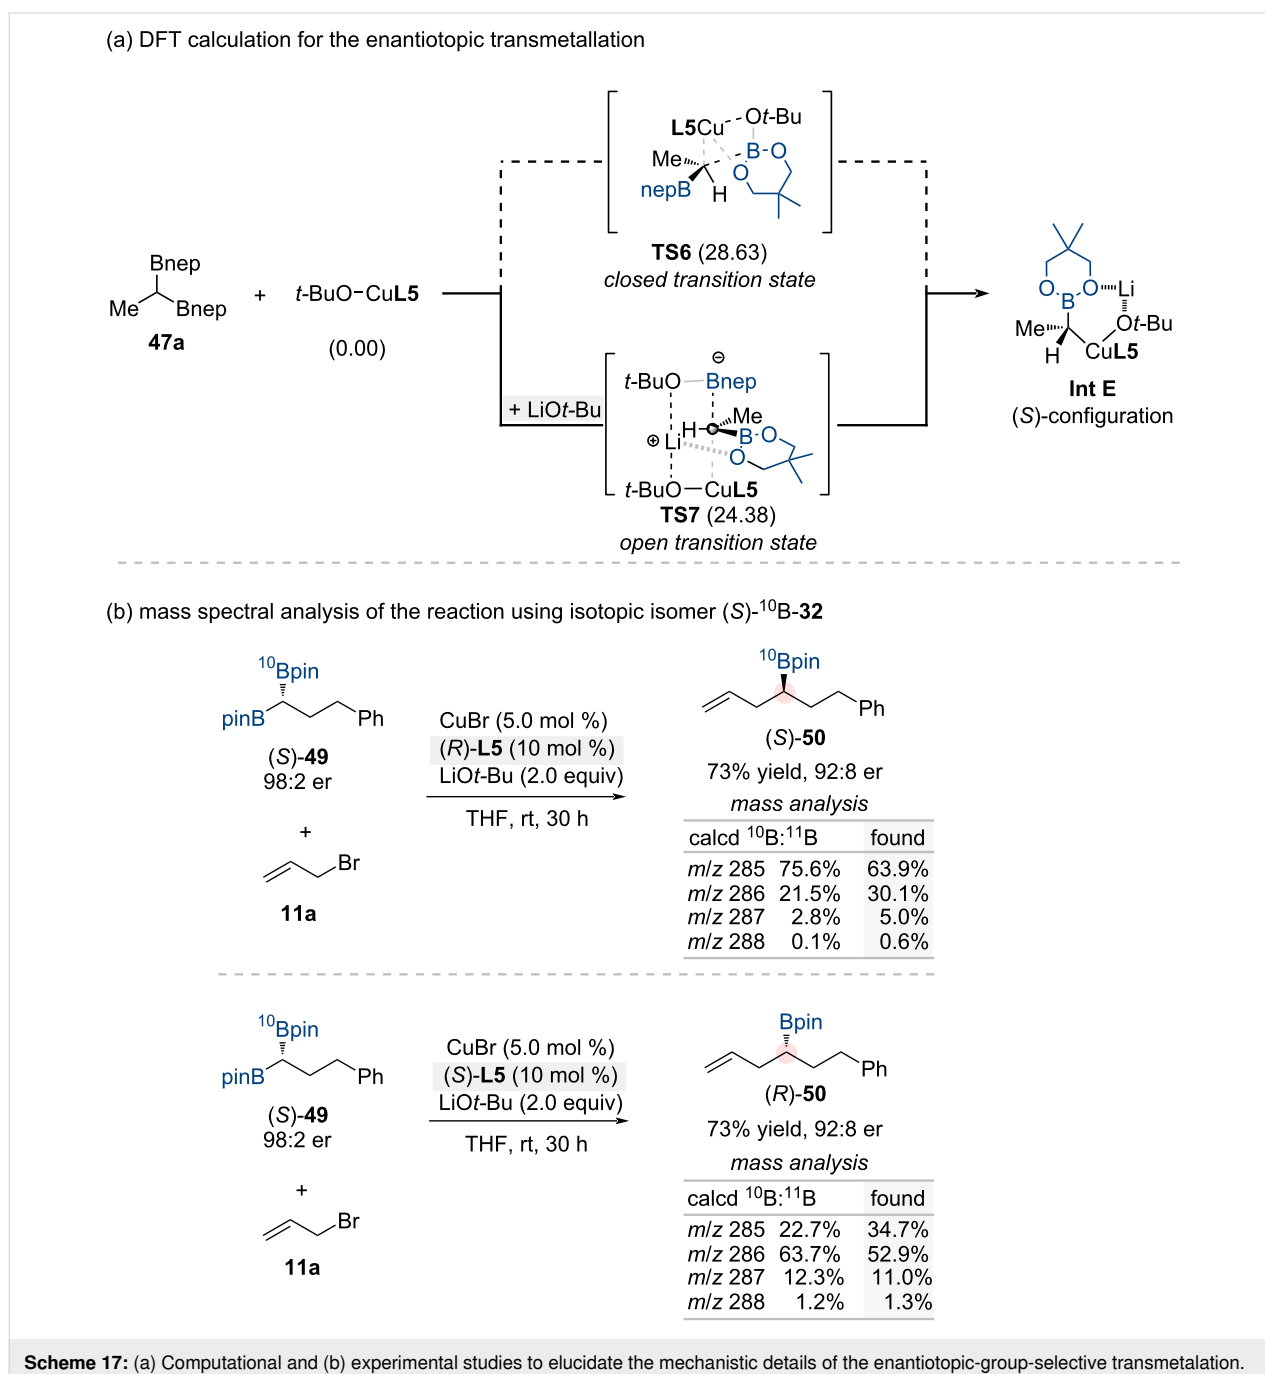 (a) DFT calculation for the enantiotopic transmetallation
L5Cu Ot-Bu
Me B O
O
nepB H
TS6 (28.63)
closed transition state
Bnep
Me Bnep
47a
+
t-BuO–CuL5
(0.00)
+ LiOt-Bu
⊖
t-BuO Bnep
H Me
⊕ Li B O
O
t-BuO–CuL5
TS7 (24.38)
open transition state
O O Li
B
Me Ot-Bu
H CuL5
Int E
(S)-configuration
(b) mass spectral analysis of the reaction using isotopic isomer (S)-¹⁰B-32
¹⁰Bpin
pinB Ph
(S)-49
98:2 er
+
Br
11a
CuBr (5.0 mol %)
(R)-L5 (10 mol %)
LiOt-Bu (2.0 equiv)
THF, rt, 30 h
¹⁰Bpin
Ph
(S)-50
73% yield, 92:8 er
mass analysis
calcd ¹⁰B:¹¹B found
m/z 285 75.6% 63.9%
m/z 286 21.5% 30.1%
m/z 287 2.8% 5.0%
m/z 288 0.1% 0.6%
¹⁰Bpin
pinB Ph
(S)-49
98:2 er
+
Br
11a
CuBr (5.0 mol %)
(S)-L5 (10 mol %)
LiOt-Bu (2.0 equiv)
THF, rt, 30 h
Bpin
Ph
(R)-50
73% yield, 92:8 er
mass analysis
calcd ¹⁰B:¹¹B found
m/z 285 22.7% 34.7%
m/z 286 63.7% 52.9%
m/z 287 12.3% 11.0%
m/z 288 1.2% 1.3%
Scheme 17: (a) Computational and (b) experimental studies to elucidate the mechanistic details of the enantiotopic-group-selective transmetalation.